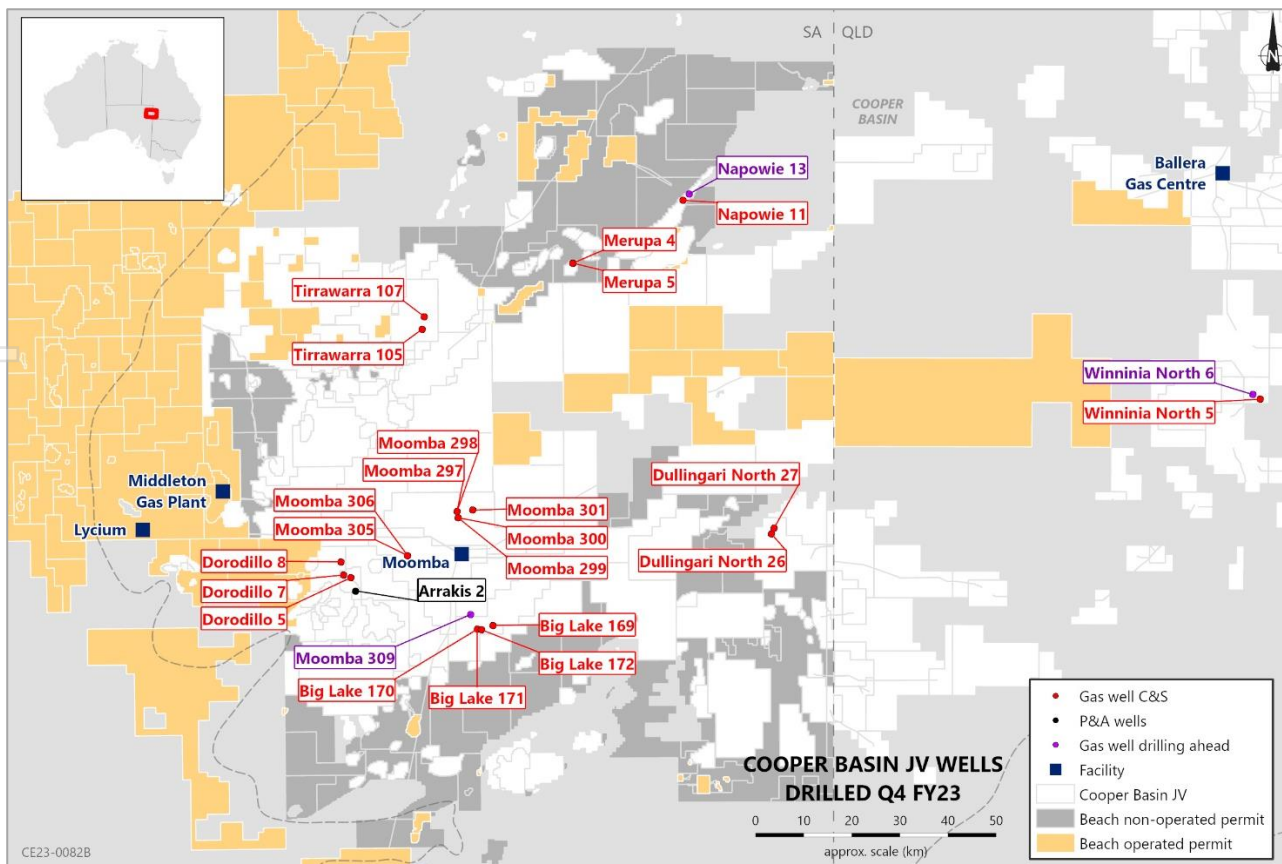 SA
QLD
N
COOPER
BASIN
Ballera
Gas Centre
Napowie 13
Napowie 11
Merupa 4
Merupa 5
Tirrawarra 107
Tirrawarra 105
Winninia North 6
Winninia North 5
Moomba 298
Moomba 297
Dullingari North 27
Middleton
Gas Plant
Moomba 306
Moomba 301
Lycium
Moomba 305
Moomba 300
Dorodillo 8
Moomba
Moomba 299
Dullingari North 26
Dorodillo 7
Arrakis 2
Dorodillo 5
Big Lake 169
Moomba 309
Big Lake 172
Big Lake 170
Big Lake 171
COOPER BASIN JV WELLS
DRILLED Q4 FY23
0 10 20 30 40 50
approx. scale (km)
Gas well C&S
P&A wells
Gas well drilling ahead
Facility
Cooper Basin JV
Beach non-operated permit
Beach operated permit
CE23-0082B